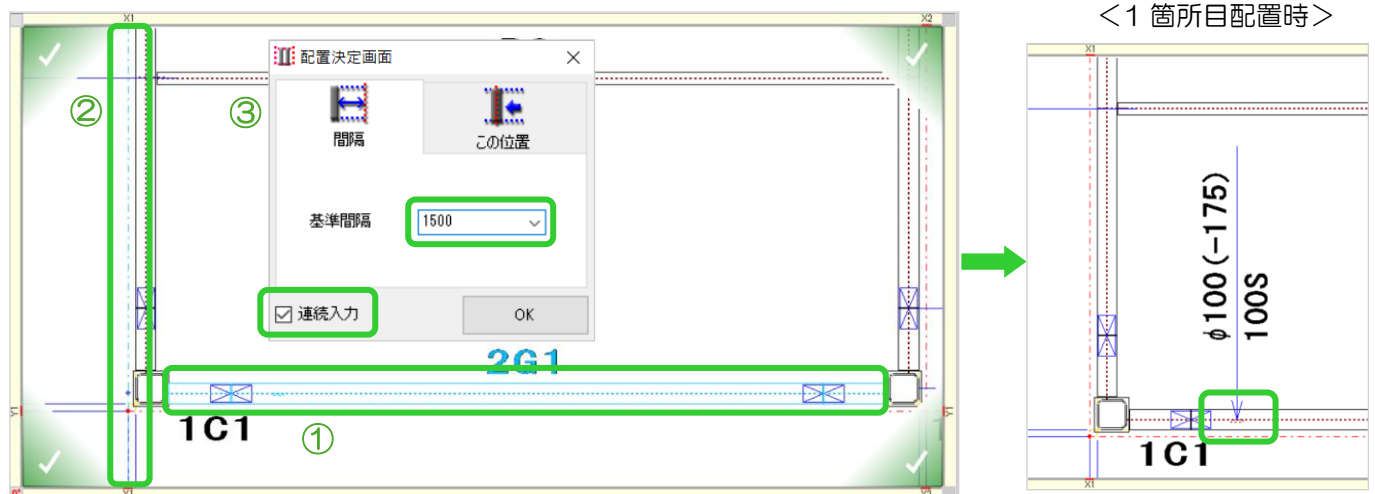 <1箇所目配置時>
X1
X2
配置決定画面
②
③
間隔
この位置
基準間隔
1500
連続入力
OK
2G1
Y1
Y1
1C1
①
X1
φ100(-175)
100S
1C1
X1